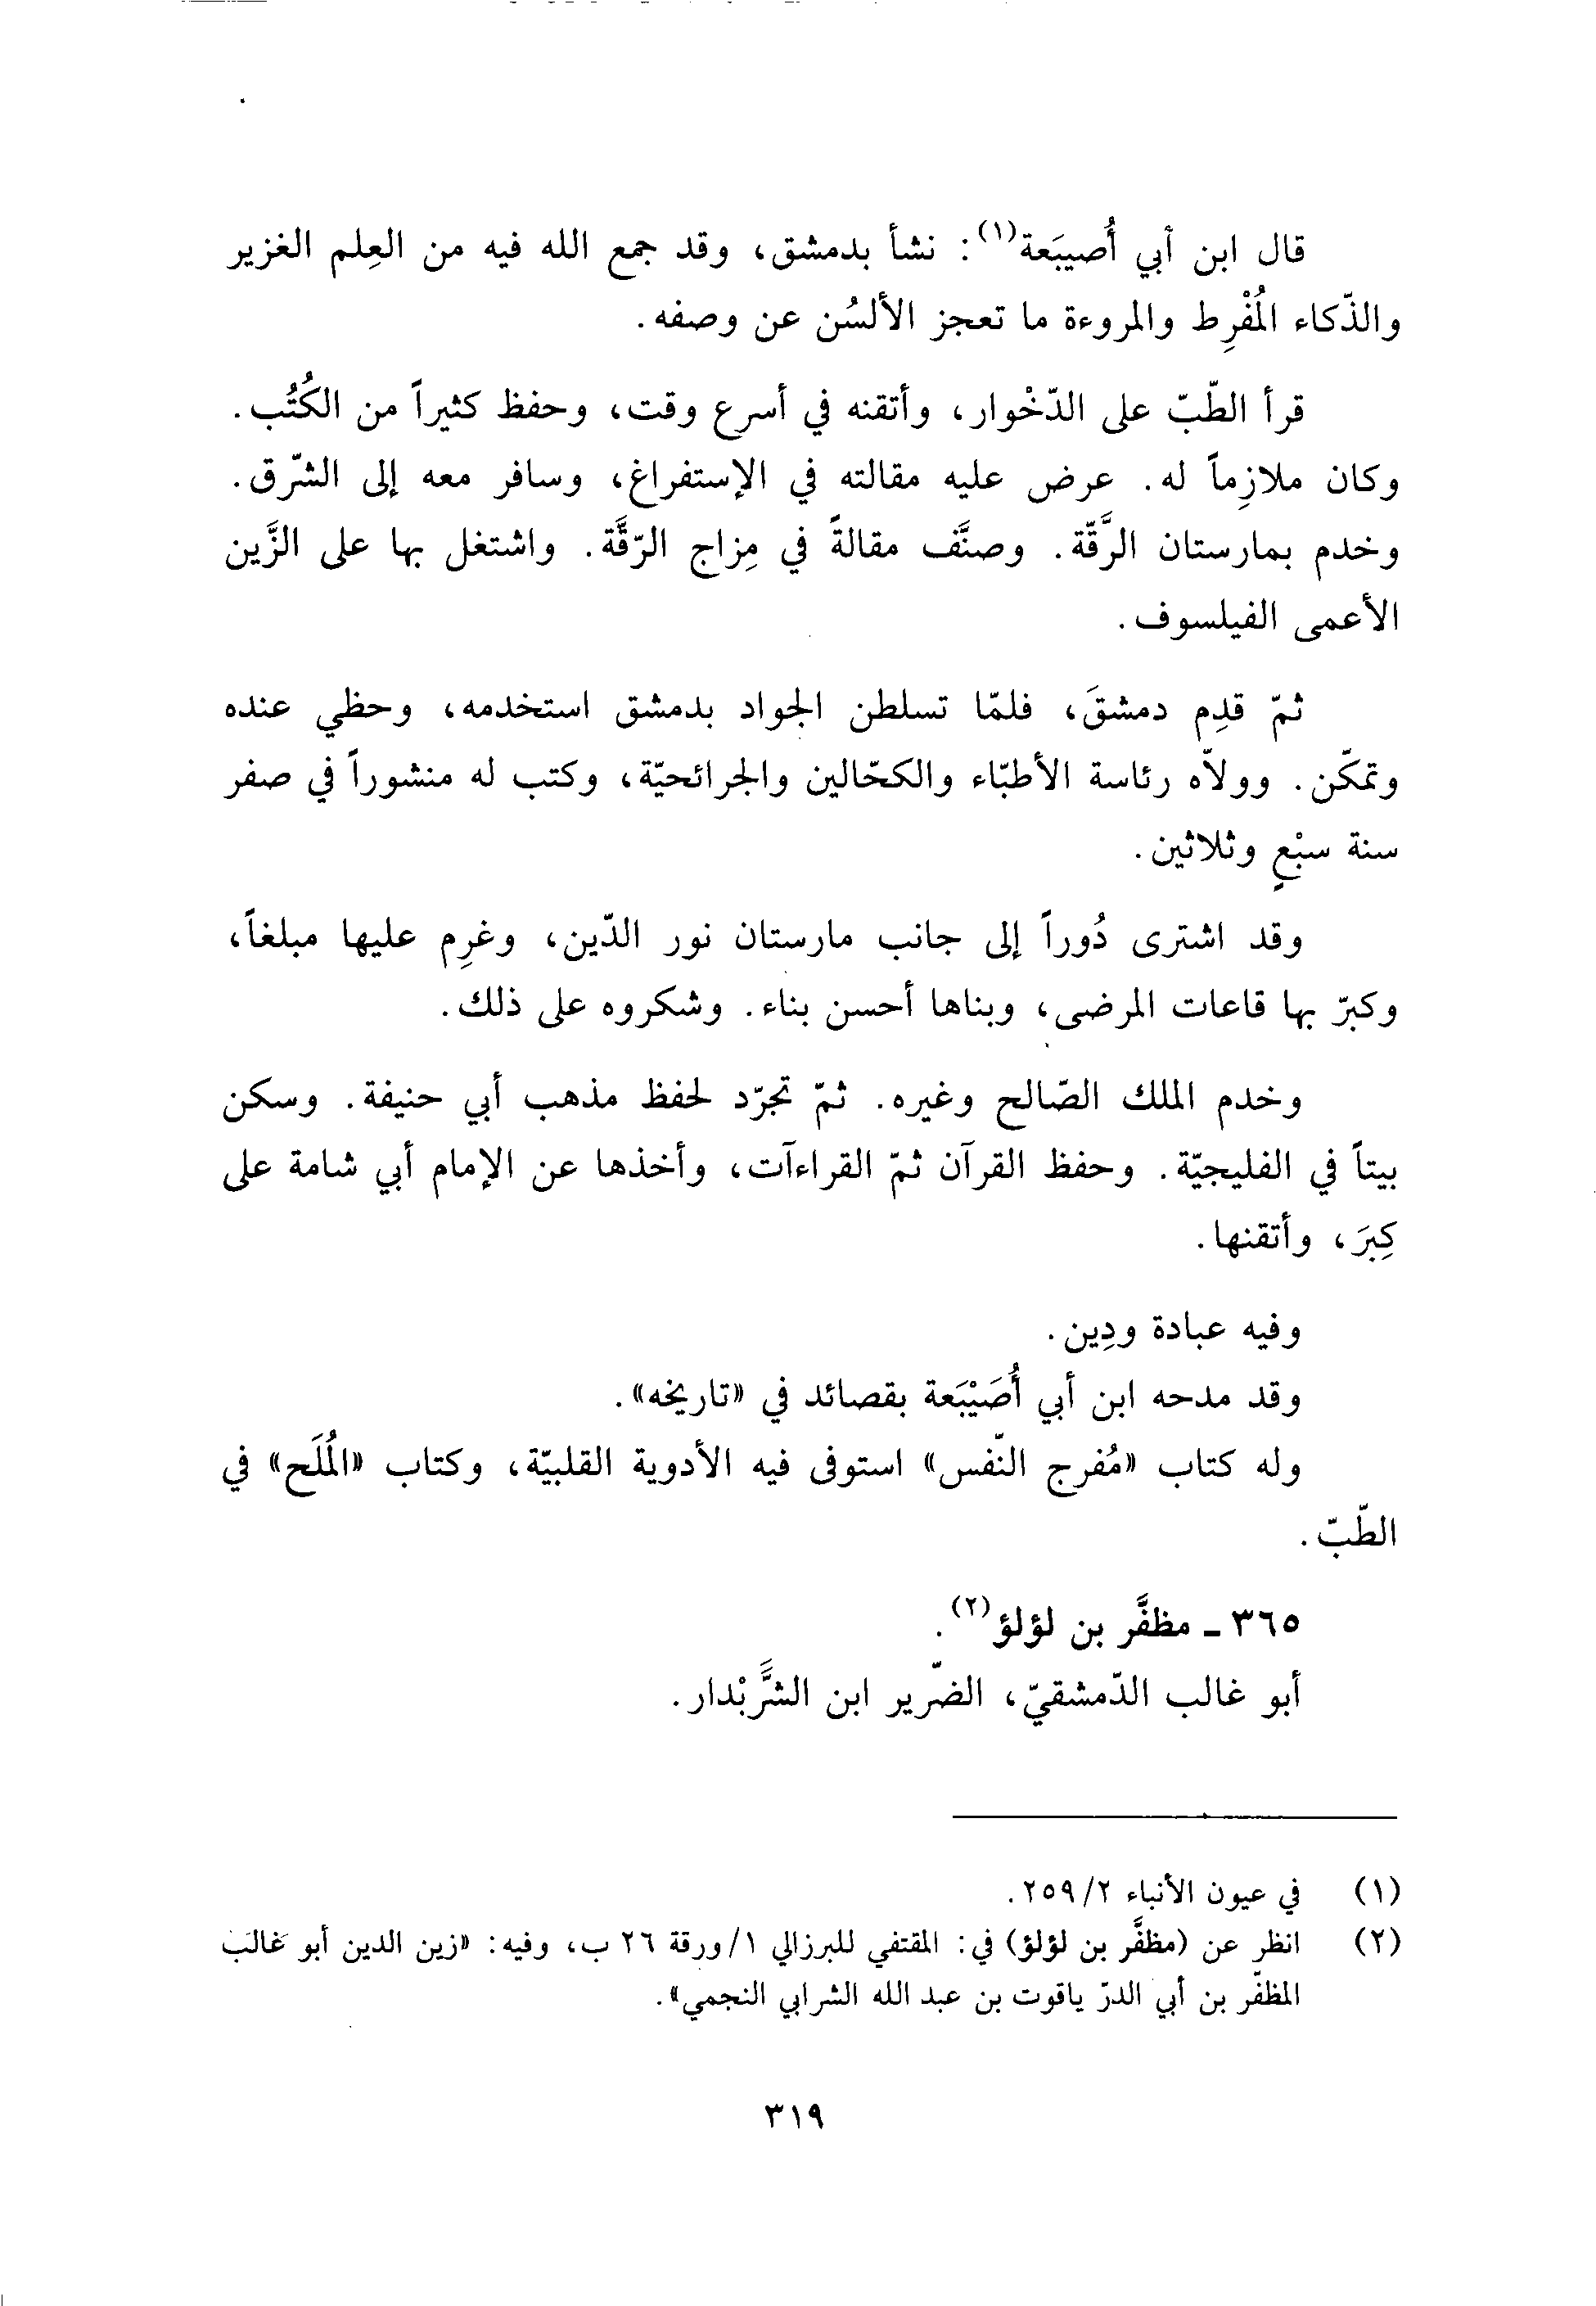 قال ابن أبي أُصيبَعة(١): نشأ بدمشق، وقد جمع الله فيه من العِلم الغزير
والذّكاء المُفْرِط والمروءة ما تعجز الألسُن عن وصفه.
قرأ الطّبّ على الدّخْوار، وأتقنه في أسرع وقت، وحفظ كثيراً من الكُتُب.
وكان ملازِماً له. عرض عليه مقالته في الإستفراغ، وسافر معه إلى الشّرق.
وخدم بمارستان الرَّقّة. وصنَّف مقالةً في مِزاج الرّقَّة. واشتغل بها على الزَّين
الأعمى الفيلسوف.
ثمّ قدِم دمشقَ، فلمّا تسلطن الجواد بدمشق استخدمه، وحظي عنده
وتمكّن. وولاّه رئاسة الأطبّاء والكحّالين والجرائحيّة، وكتب له منشوراً في صفر
سنة سبْعٍ وثلاثين.
وقد اشترى دُوراً إلى جانب مارستان نور الدّين، وغرِم عليها مبلغاً،
وكبرّ بها قاعات المرضى، وبناها أحسن بناء. وشكروه على ذلك.
وخدم الملك الصّالح وغيره. ثمّ تجرّد لحفظ مذهب أبي حنيفة. وسكن
بيتاً في الفليجيّة. وحفظ القرآن ثمّ القراءآت، وأخذها عن الإمام أبي شامة على
كِبرَ، وأتقنها.
وفيه عبادة ودِين.
وقد مدحه ابن أبي أُصَيْبَعة بقصائد في «تاريخه».
وله كتاب «مُفرج النّفس» استوفى فيه الأدوية القلبيّة، وكتاب «المُلَح» في
الطّبّ.
٣٦٥ ـ مظفَّر بن لؤلؤ(٢).
أبو غالب الدّمشقيّ، الضّرير ابن الشَّرَبْدار.
(١) في عيون الأنباء ٢/٢٥٩.
(٢) انظر عن (مظفَّر بن لؤلؤ) في: المقتفي للبرزالي ١/ورقة ٢٦ ب، وفيه: «زين الدين أبو غالب
المظفّر بن أبي الدرّ ياقوت بن عبد الله الشرابي النجمي».
٣١٩